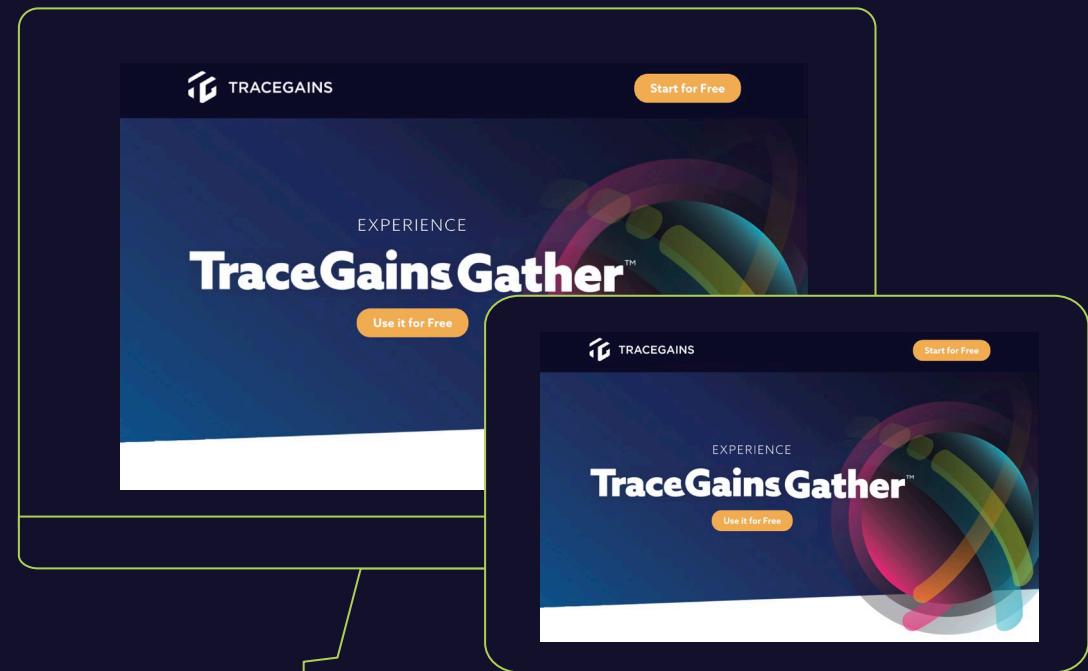 TRACEGAINS
Start for Free
EXPERIENCE
TraceGains Gather™
Use it for Free
TRACEGAINS
Start for Free
EXPERIENCE
TraceGains Gather™
Use it for Free